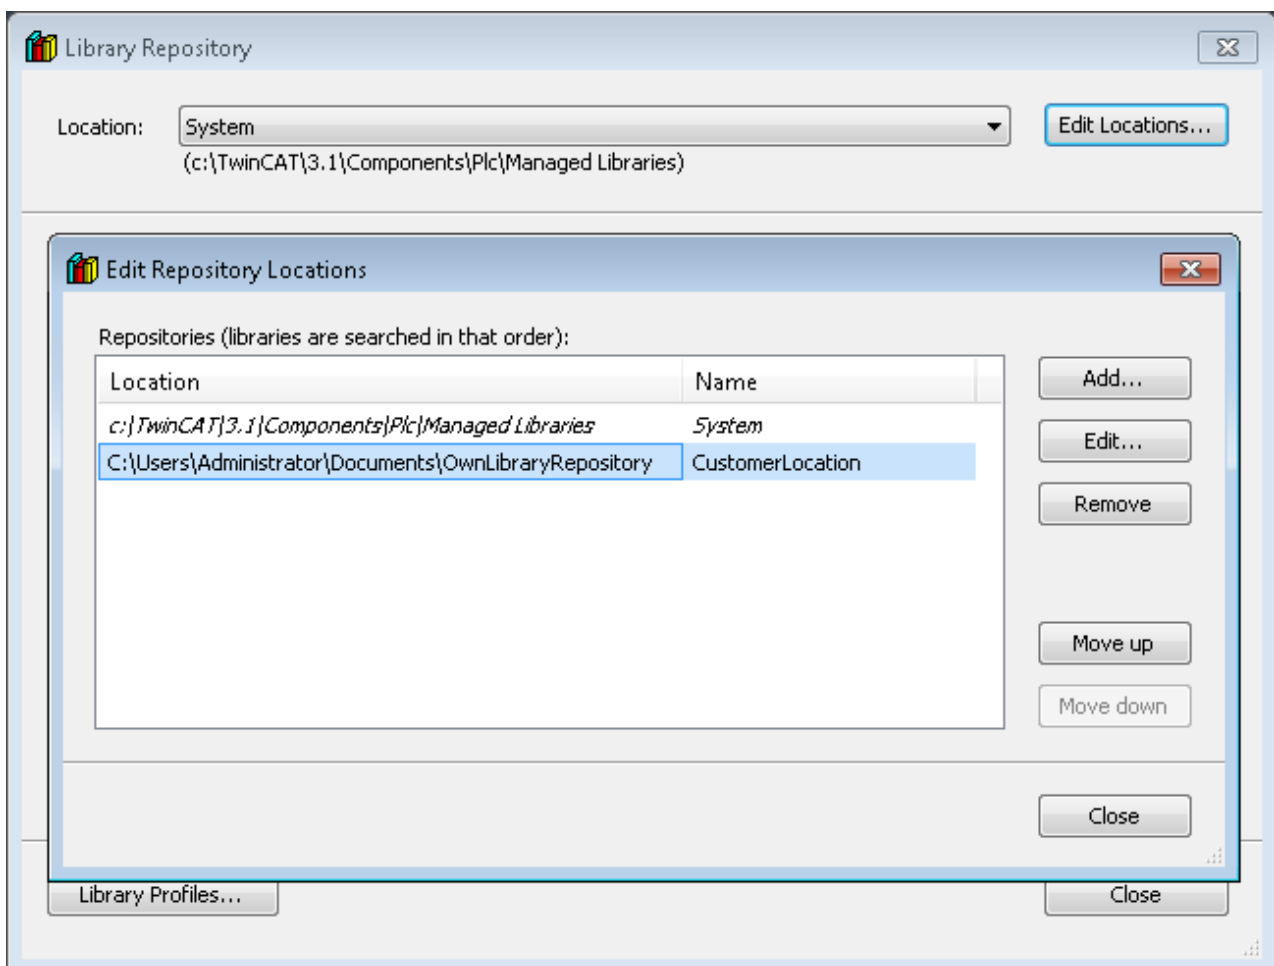 Library Repository
Location: System Edit Locations...
(c:\TwinCAT\3.1\Components\Plc\Managed Libraries)
Edit Repository Locations
Repositories (libraries are searched in that order):
Location Name Add...
c:\TwinCAT\3.1\Components\Plc\Managed Libraries System
Edit...
C:\Users\Administrator\Documents\OwnLibraryRepository CustomerLocation
Remove
Move up
Move down
Close
Library Profiles... Close